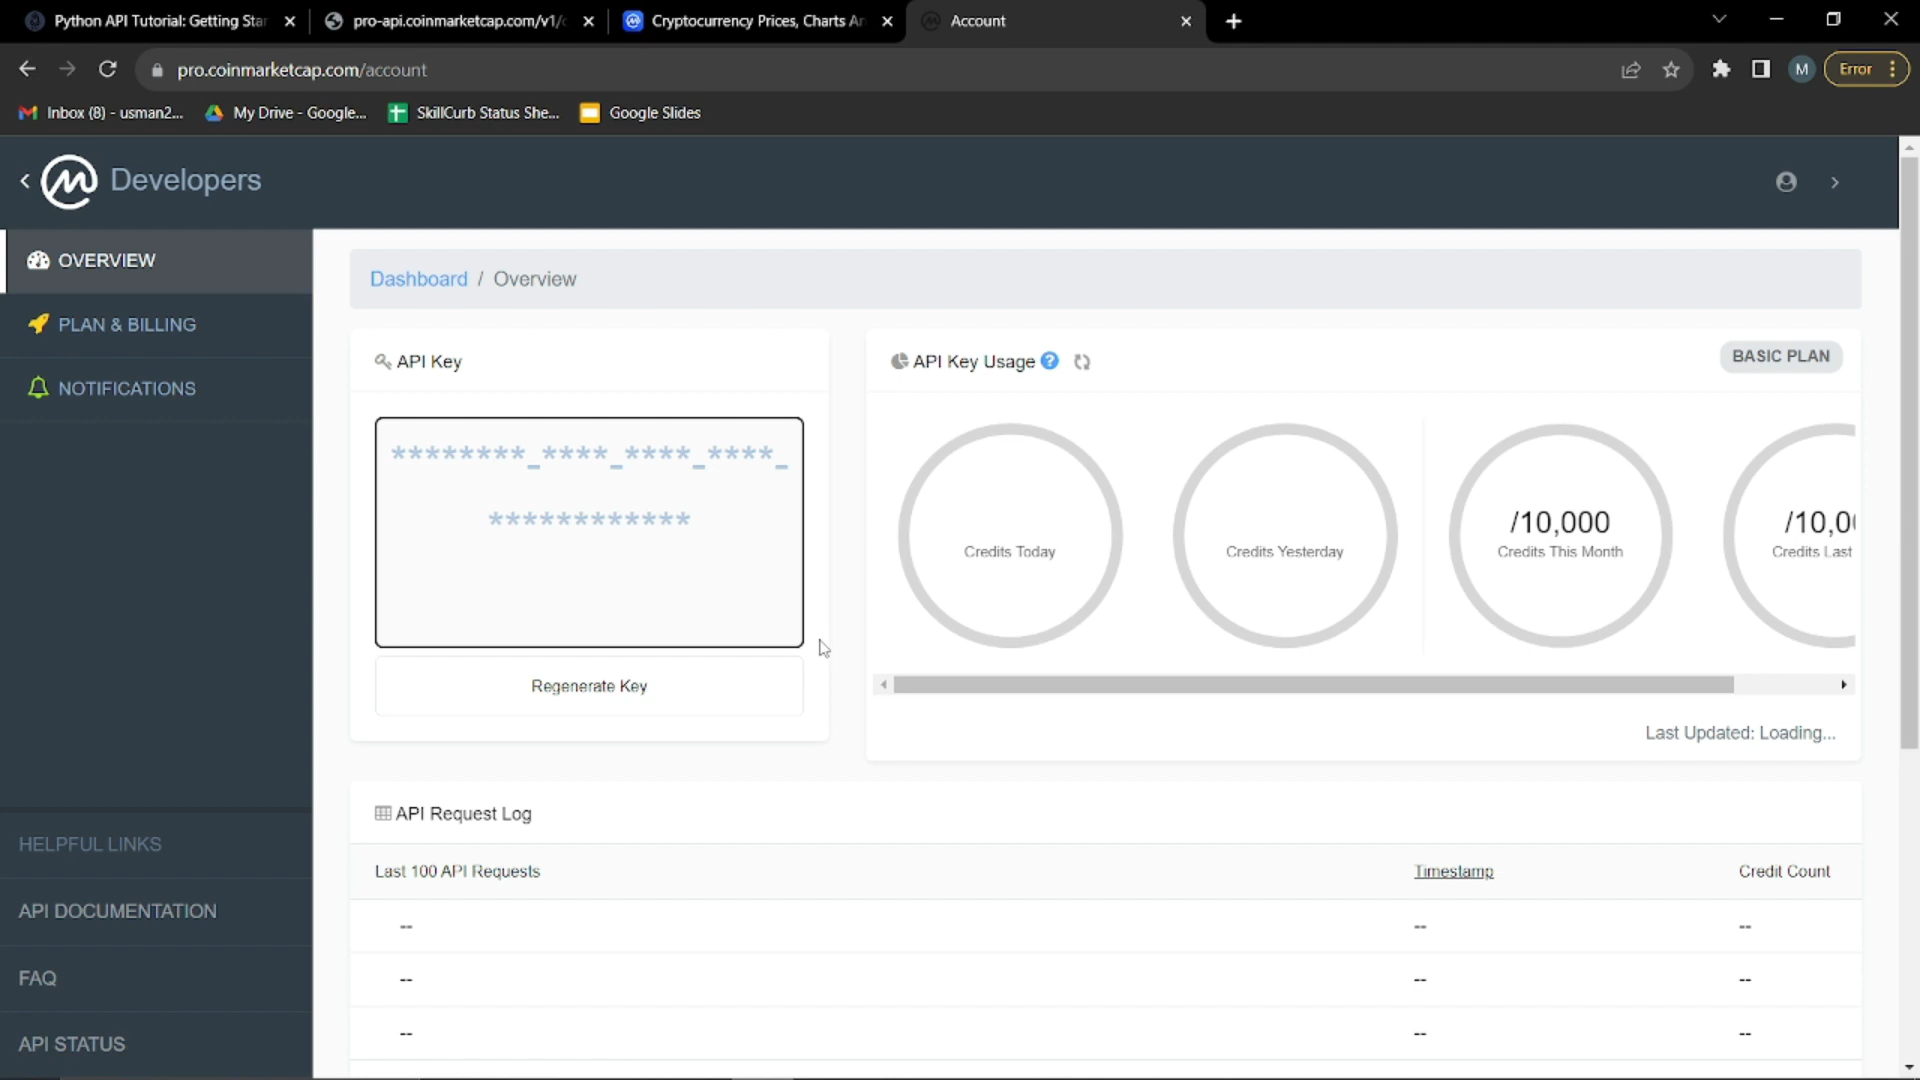 Python API Tutorial: Getting Sta
pro-api.coinmarketcap.com/v1/
Cryptocurrency Prices, Charts An
Account
pro.coinmarketcap.com/account
M
Error
Inbox (8) - usman2...
My Drive - Google...
SkillCurb Status She...
Google Slides
Developers
OVERVIEW
PLAN & BILLING
NOTIFICATIONS
HELPFUL LINKS
API DOCUMENTATION
FAQ
API STATUS
Dashboard / Overview
API Key
********_****_****_****_
************
Regenerate Key
API Key Usage ?
BASIC PLAN
Credits Today
Credits Yesterday
/10,000
Credits This Month
/10,0
Credits Last
Last Updated: Loading...
API Request Log
Last 100 API Requests Timestamp Credit Count
-- -- --
-- -- --
-- -- --